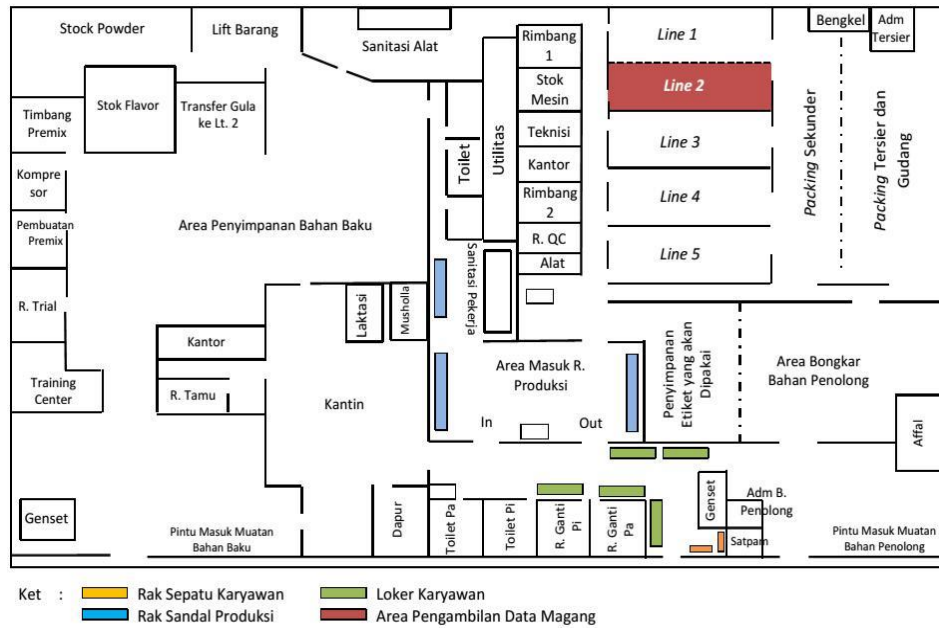 Stock Powder
Lift Barang
Sanitasi Alat
Rimbang
1
Line 1
Bengkel
Adm
Tersier
Stok
Mesin
Line 2
Stok Flavor
Transfer Gula
ke Lt. 2
Timbang
Premix
Teknisi
Line 3
Toilet
Utilitas
Kantor
Packing Sekunder
Packing Tersier dan
Gudang
Kompre
sor
Rimbang
2
Line 4
Pembuatan
Premix
Area Penyimpanan Bahan Baku
R. QC
Line 5
Alat
Sanitasi Pekerja
R. Trial
Laktasi
Musholla
Kantor
Area Masuk R.
Produksi
Penyimpanan
Etiket yang akan
Dipakai
Area Bongkar
Bahan Penolong
Training
Center
R. Tamu
Kantin
In
Out
Affal
Genset
Pintu Masuk Muatan
Bahan Baku
Dapur
Toilet Pa
Toilet Pi
R. Ganti
Pi
R. Ganti
Pa
Genset
Adm B.
Penolong
Satpam
Pintu Masuk Muatan
Bahan Penolong
Ket :
Rak Sepatu Karyawan
Loker Karyawan
Rak Sandal Produksi
Area Pengambilan Data Magang